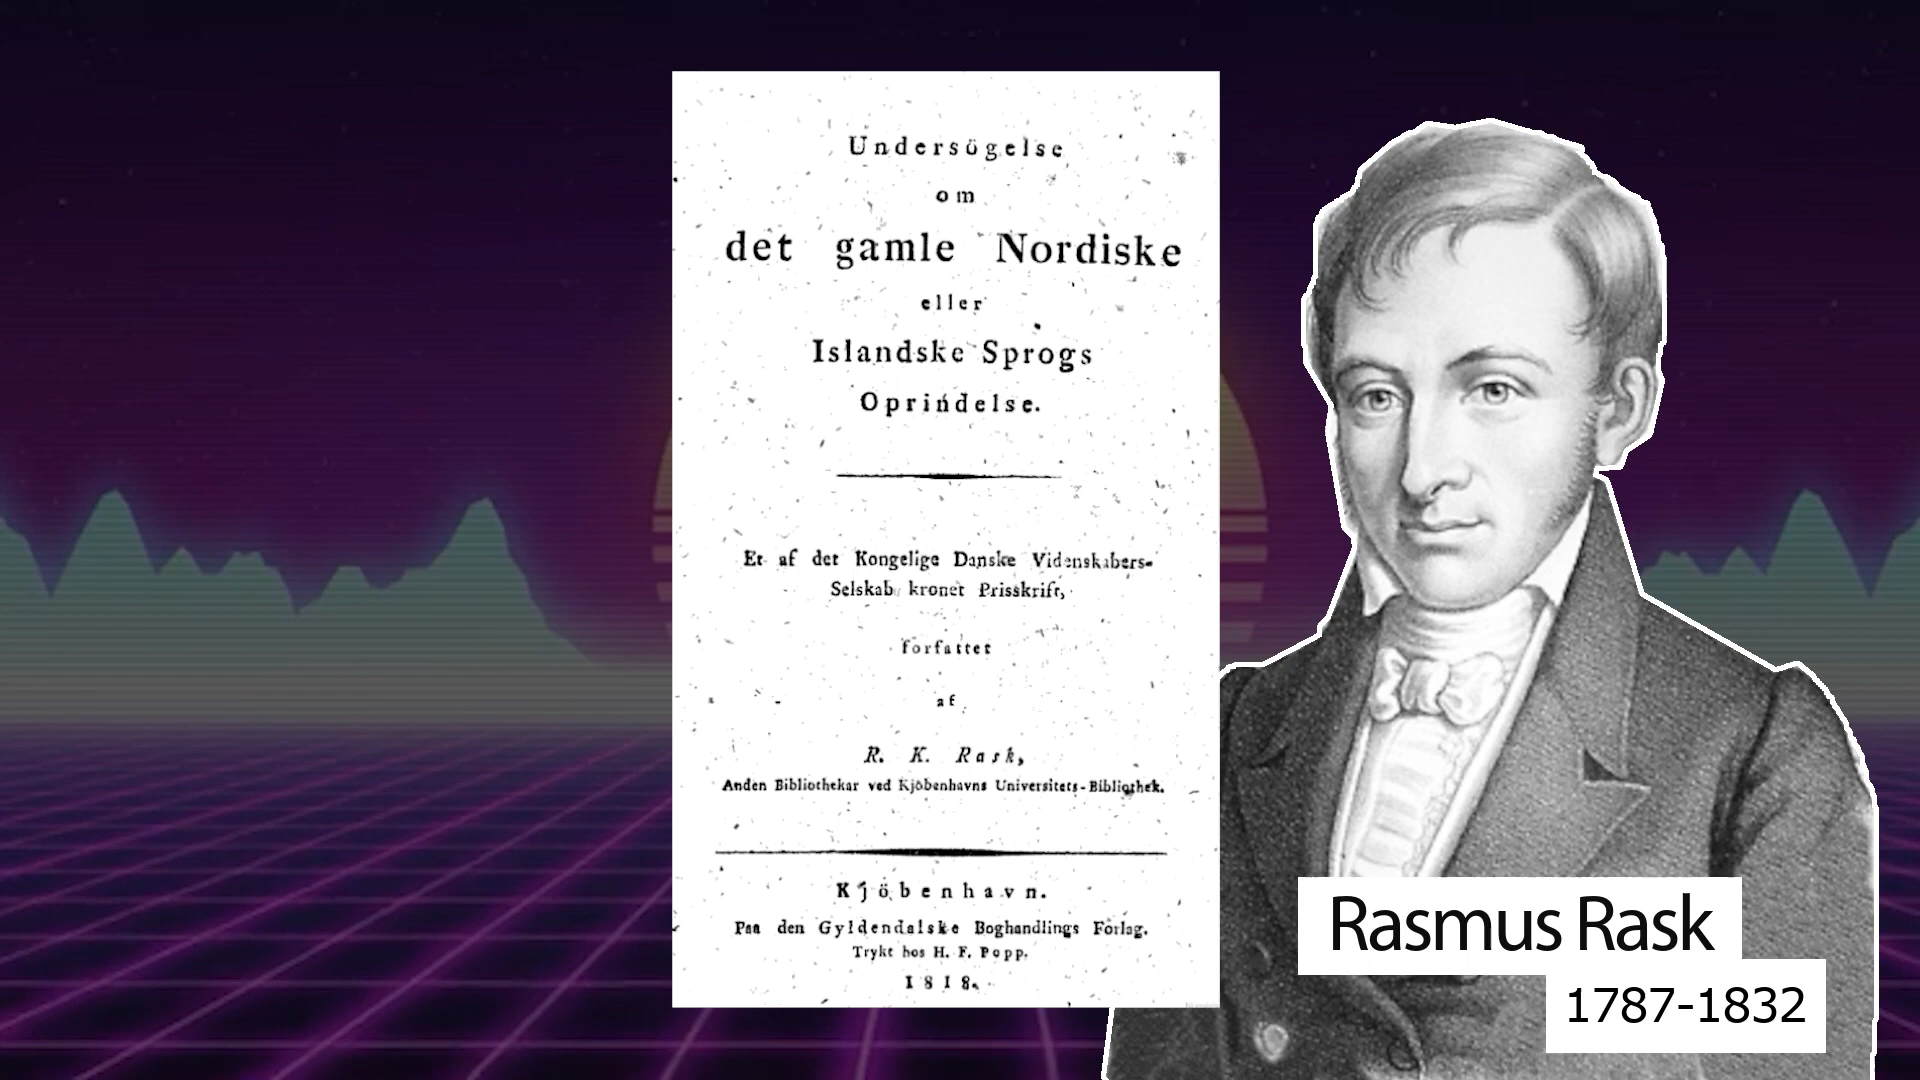 Undersögelse
om
det gamle Nordiske
eller
Islandske Sprogs
Oprindelse.
Et af det Kongelige Danske Videnskabers-
Selskab kronet Prisskrift,
forfattet
af
R. K. Rask,
Anden Bibliothekar ved Kjöbenhavns Universitets-Bibliothek.
Kjöbenhavn.
Paa den Gyldendalske Boghandlings Forlag.
Trykt hos H. F. Popp.
1818.
Rasmus Rask
1787-1832